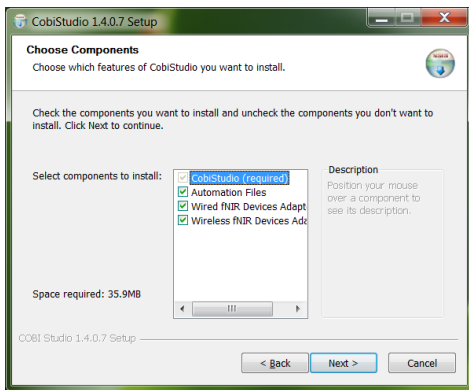 CobiStudio 1.4.0.7 Setup
Choose Components
Choose which features of CobiStudio you want to install.
Check the components you want to install and uncheck the components you don't want to
install. Click Next to continue.
Select components to install:
CobiStudio (required)
Automation Files
Wired fNIR Devices Adapt
Wireless fNIR Devices Ada
Description
Position your mouse
over a component to
see its description.
Space required: 35.9MB
COBI Studio 1.4.0.7 Setup
< Back
Next >
Cancel